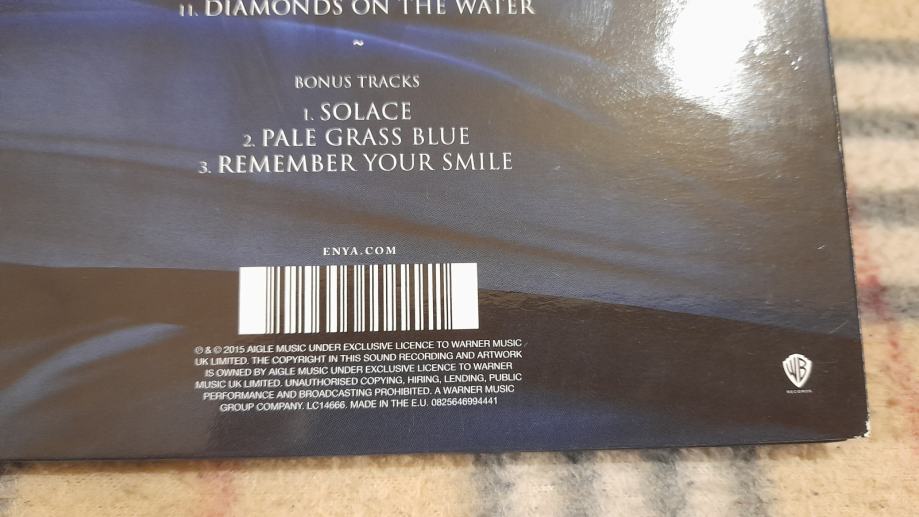 11. DIAMONDS ON THE WATER
~
BONUS TRACKS
1. SOLACE
2. PALE GRASS BLUE
3. REMEMBER YOUR SMILE
ENYA.COM
℗ & © 2015 AIGLE MUSIC UNDER EXCLUSIVE LICENCE TO WARNER MUSIC
UK LIMITED. THE COPYRIGHT IN THIS SOUND RECORDING AND ARTWORK
IS OWNED BY AIGLE MUSIC UNDER EXCLUSIVE LICENCE TO WARNER
MUSIC UK LIMITED. UNAUTHORISED COPYING, HIRING, LENDING, PUBLIC
PERFORMANCE AND BROADCASTING PROHIBITED. A WARNER MUSIC
GROUP COMPANY. LC14666. MADE IN THE E.U. 0825646994441
WB
RECORDS